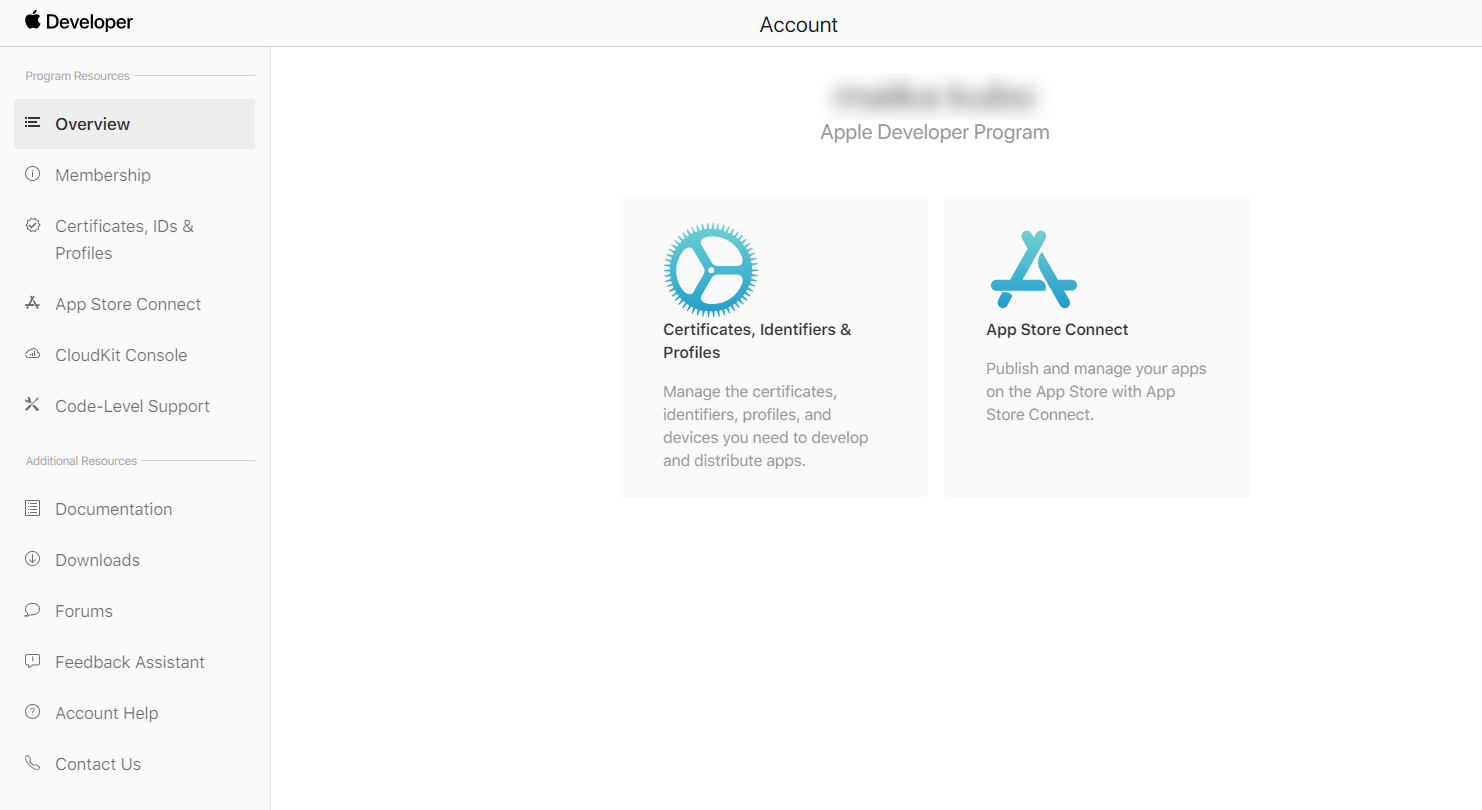 Developer
Account
Program Resources
Overview
Membership
Certificates, IDs &
Profiles
App Store Connect
CloudKit Console
Code-Level Support
Additional Resources
Documentation
Downloads
Forums
Feedback Assistant
Account Help
Contact Us
Apple Developer Program
Certificates, Identifiers &
Profiles
Manage the certificates,
identifiers, profiles, and
devices you need to develop
and distribute apps.
App Store Connect
Publish and manage your apps
on the App Store with App
Store Connect.